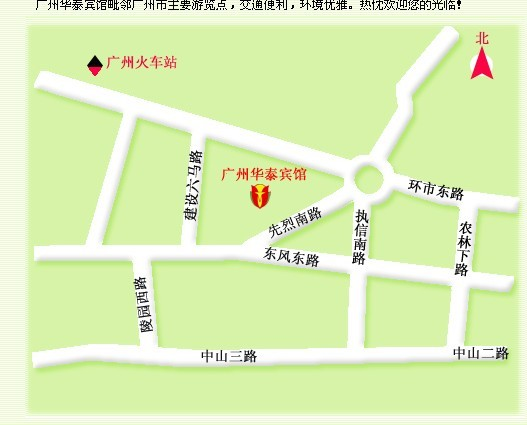 广州华泰宾馆毗邻广州市主要游览点，交通便利，环境优雅。热忱欢迎您的光临！
北
广州火车站
建设六马路
广州华泰宾馆
环市东路
先烈南路
执信南路
农林下路
东风东路
陵园西路
中山三路
中山二路